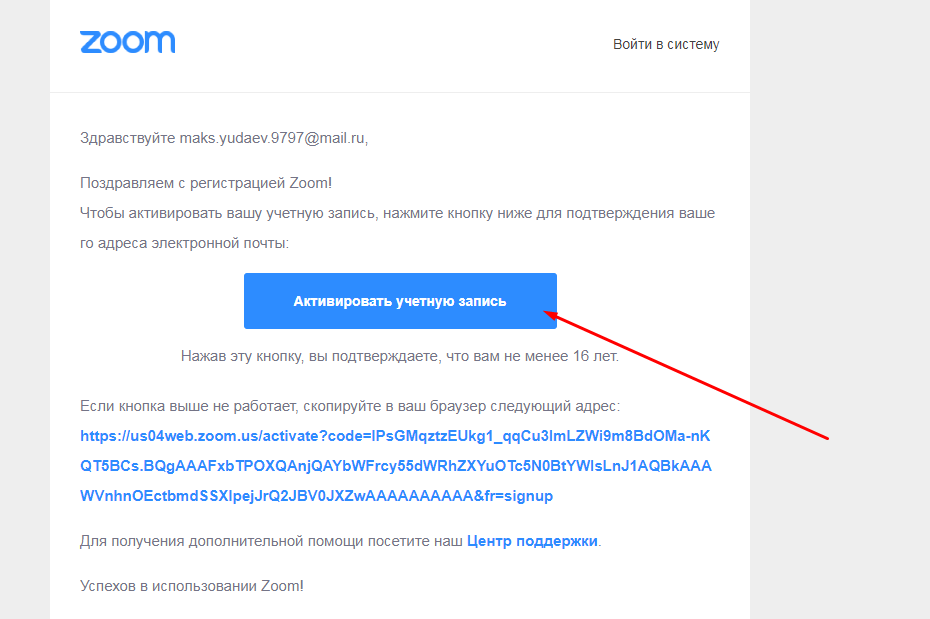 zoom
Войти в систему
Здравствуйте maks.yudaev.9797@mail.ru,
Поздравляем с регистрацией Zoom!
Чтобы активировать вашу учетную запись, нажмите кнопку ниже для подтверждения ваше
го адреса электронной почты:
Активировать учетную запись
Нажав эту кнопку, вы подтверждаете, что вам не менее 16 лет.
Если кнопка выше не работает, скопируйте в ваш браузер следующий адрес:
https://us04web.zoom.us/activate?code=IPsGMqztzEUkg1_qqCu3ImLZWi9m8BdOMa-nK
QT5BCs.BQgAAAFxbTPOXQAnjQAYbWFrcy55dWRhZXYuOTc5N0BtYWlsLnJ1AQBkAAA
WVnhnOEctbmdSSXlpejJrQ2JBV0JXZwAAAAAAAAAA&fr=signup
Для получения дополнительной помощи посетите наш Центр поддержки.
Успехов в использовании Zoom!